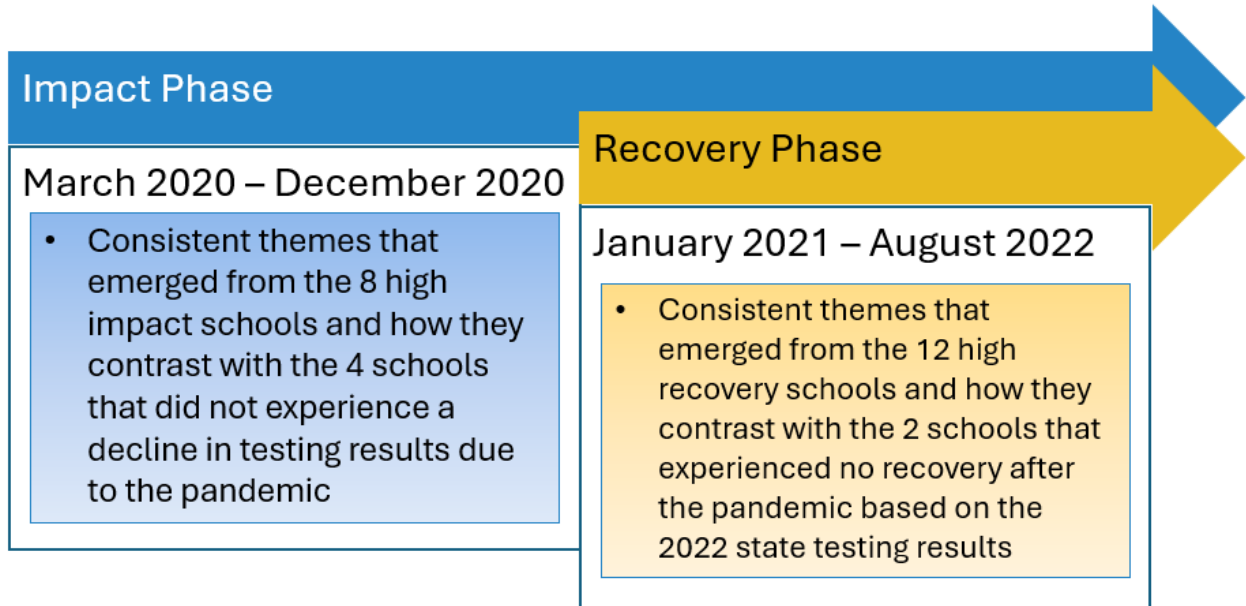 Impact Phase
March 2020 – December 2020
• Consistent themes that
emerged from the 8 high
impact schools and how they
contrast with the 4 schools
that did not experience a
decline in testing results due
to the pandemic
Recovery Phase
January 2021 – August 2022
• Consistent themes that
emerged from the 12 high
recovery schools and how they
contrast with the 2 schools that
experienced no recovery after
the pandemic based on the
2022 state testing results